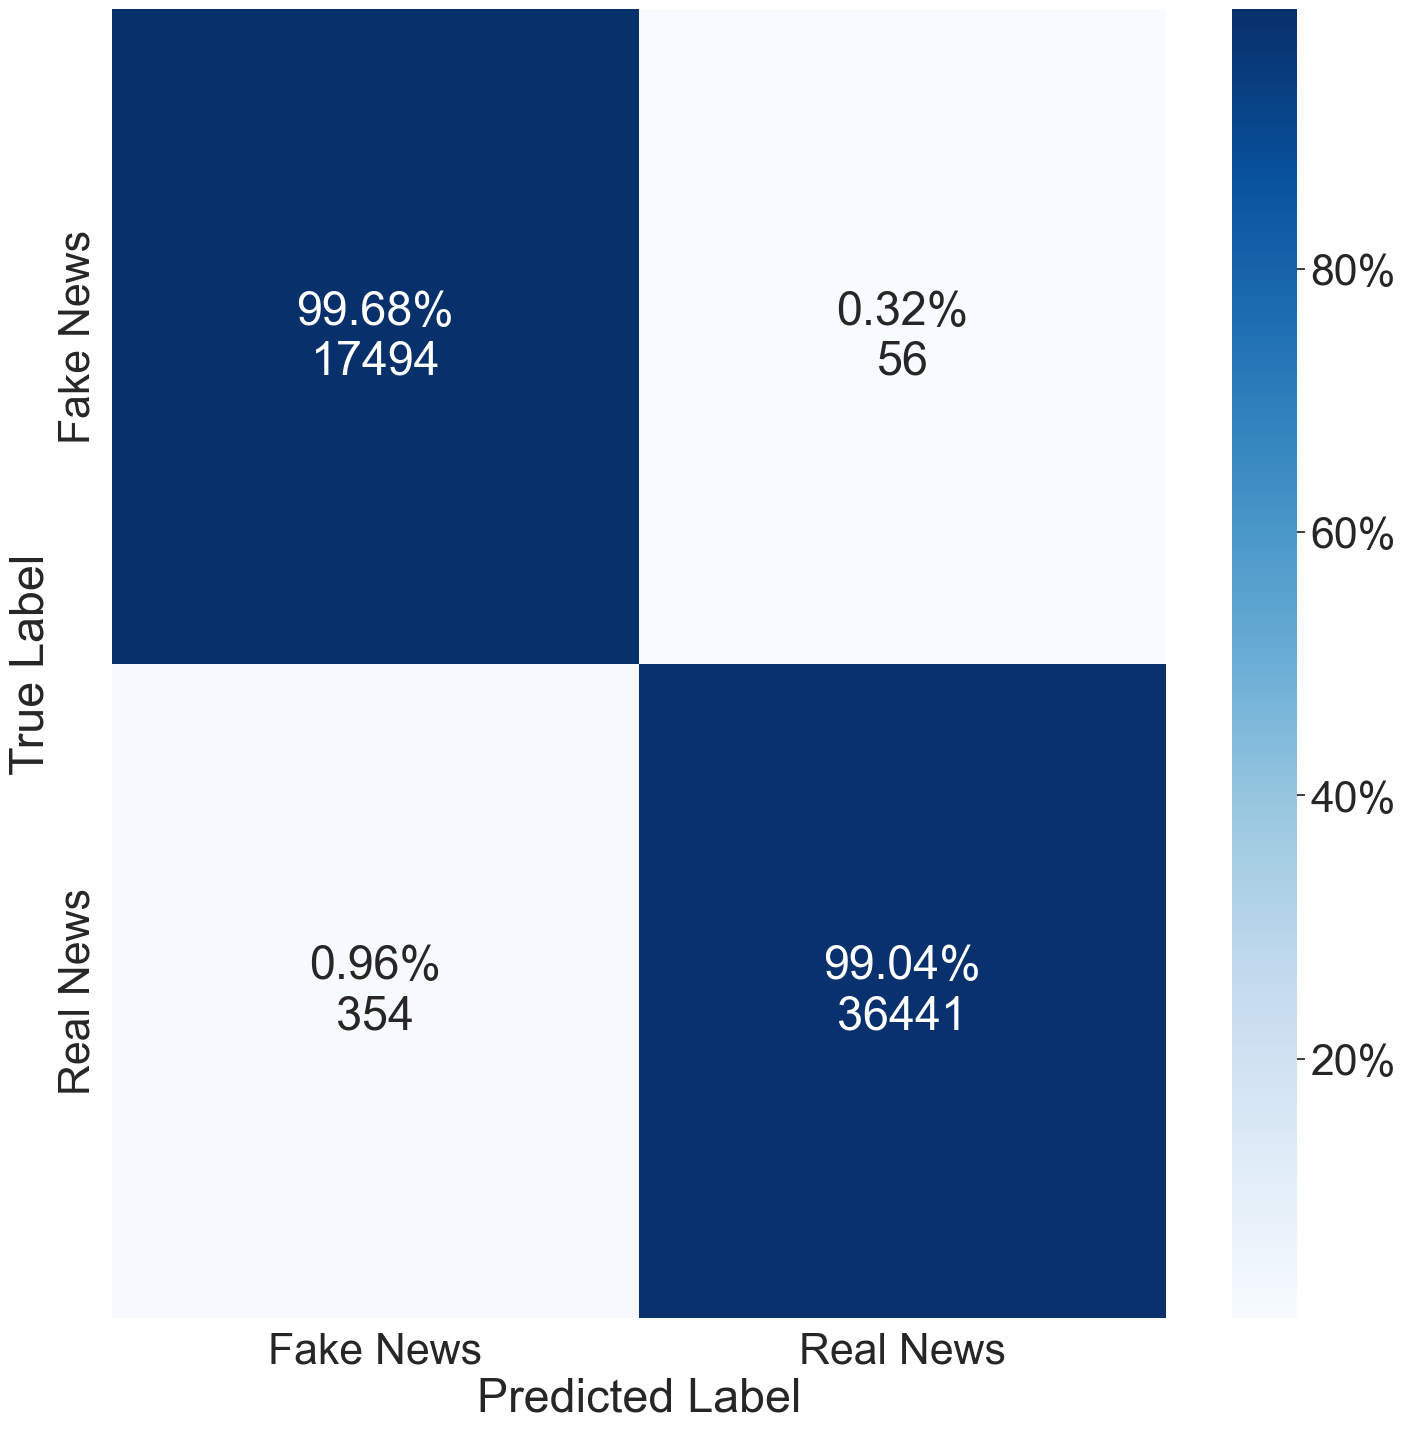 True Label
Fake News
99.68%
17494
0.32%
56
Real News
0.96%
354
99.04%
36441
Fake News
Real News
Predicted Label
80%
60%
40%
20%